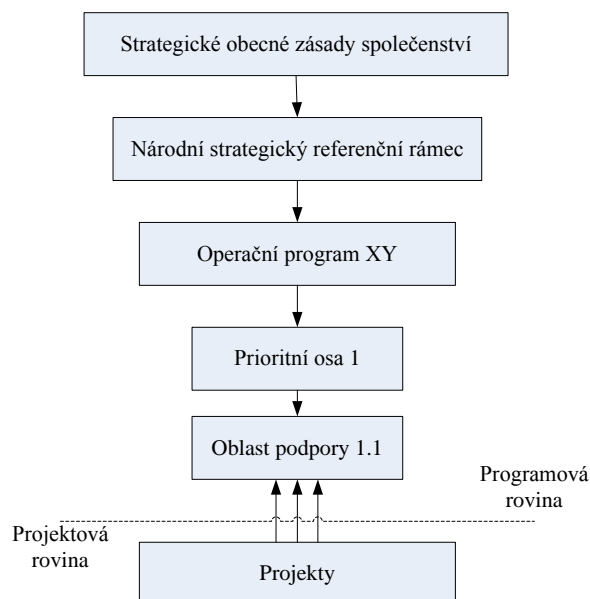 Strategické obecné zásady společenství
Národní strategický referenční rámec
Operační program XY
Prioritní osa 1
Oblast podpory 1.1
Programová
rovina
Projektová
rovina
Projekty